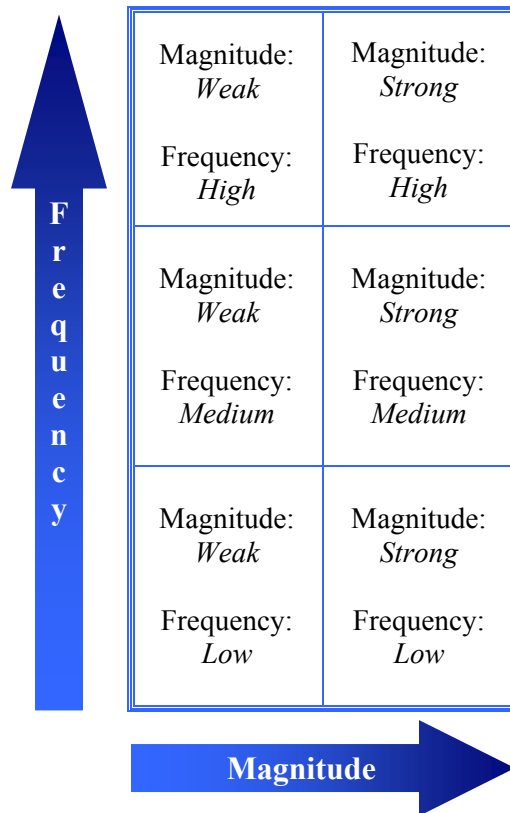 Frequency
Magnitude:
Weak
Frequency:
High
Magnitude:
Strong
Frequency:
High
Magnitude:
Weak
Frequency:
Medium
Magnitude:
Strong
Frequency:
Medium
Magnitude:
Weak
Frequency:
Low
Magnitude:
Strong
Frequency:
Low
Magnitude